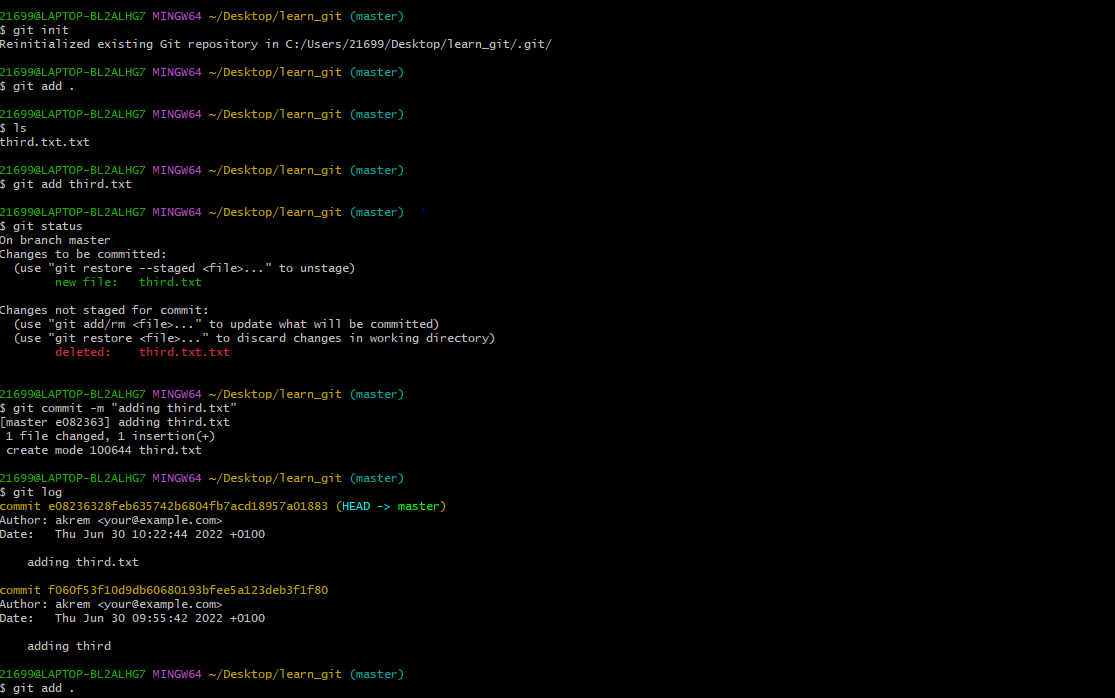 21699@LAPTOP-BL2ALHG7 MINGW64 ~/Desktop/learn_git (master)
$ git init
Reinitialized existing Git repository in C:/Users/21699/Desktop/learn_git/.git/
21699@LAPTOP-BL2ALHG7 MINGW64 ~/Desktop/learn_git (master)
$ git add .
21699@LAPTOP-BL2ALHG7 MINGW64 ~/Desktop/learn_git (master)
$ ls
third.txt.txt
21699@LAPTOP-BL2ALHG7 MINGW64 ~/Desktop/learn_git (master)
$ git add third.txt
21699@LAPTOP-BL2ALHG7 MINGW64 ~/Desktop/learn_git (master)
$ git status
On branch master
Changes to be committed:
  (use "git restore --staged <file>..." to unstage)
        new file:   third.txt
Changes not staged for commit:
  (use "git add/rm <file>..." to update what will be committed)
  (use "git restore <file>..." to discard changes in working directory)
        deleted:    third.txt.txt
21699@LAPTOP-BL2ALHG7 MINGW64 ~/Desktop/learn_git (master)
$ git commit -m "adding third.txt"
[master e082363] adding third.txt
 1 file changed, 1 insertion(+)
 create mode 100644 third.txt
21699@LAPTOP-BL2ALHG7 MINGW64 ~/Desktop/learn_git (master)
$ git log
commit e08236328feb635742b6804fb7acd18957a01883 (HEAD -> master)
Author: akrem <your@example.com>
Date:   Thu Jun 30 10:22:44 2022 +0100
    adding third.txt
commit f060f53f10d9db60680193bfee5a123deb3f1f80
Author: akrem <your@example.com>
Date:   Thu Jun 30 09:55:42 2022 +0100
    adding third
21699@LAPTOP-BL2ALHG7 MINGW64 ~/Desktop/learn_git (master)
$ git add .